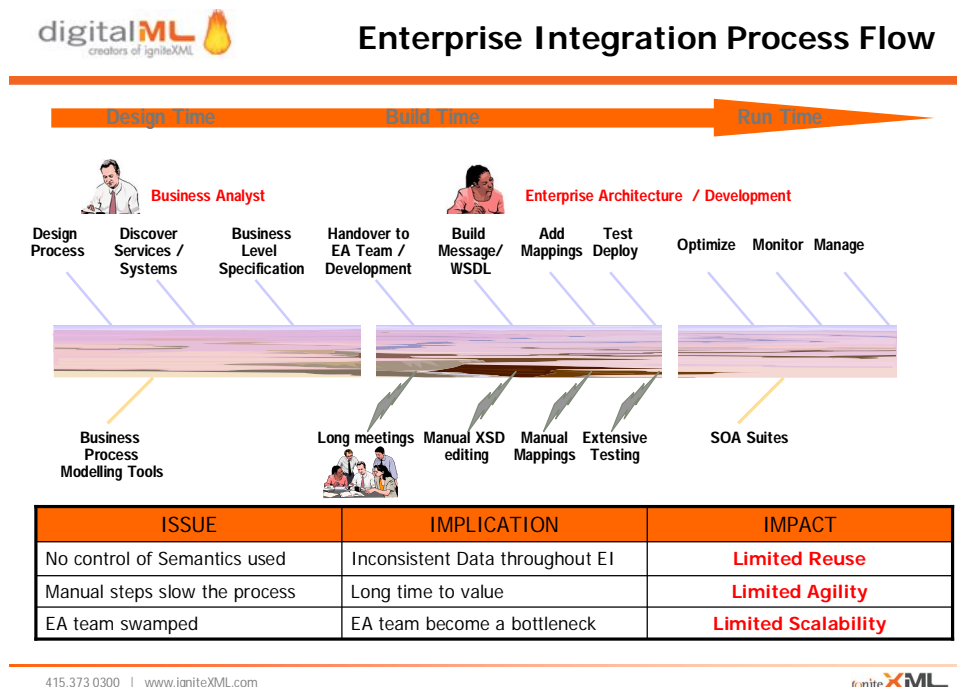 digitalML
creators of igniteXML
Enterprise Integration Process Flow
Design Time
Build Time
Run Time
Business Analyst
Enterprise Architecture / Development
Design
Process
Discover
Services /
Systems
Business
Level
Specification
Handover to
EA Team /
Development
Build
Message/
WSDL
Add
Mappings
Test
Deploy
Optimize
Monitor
Manage
Business
Process
Modelling Tools
Long meetings
Manual XSD
editing
Manual
Mappings
Extensive
Testing
SOA Suites
ISSUE IMPLICATION IMPACT
No control of Semantics used Inconsistent Data throughout EI Limited Reuse
Manual steps slow the process Long time to value Limited Agility
EA team swamped EA team become a bottleneck Limited Scalability
415.373 0300 | www.igniteXML.com
igniteXML